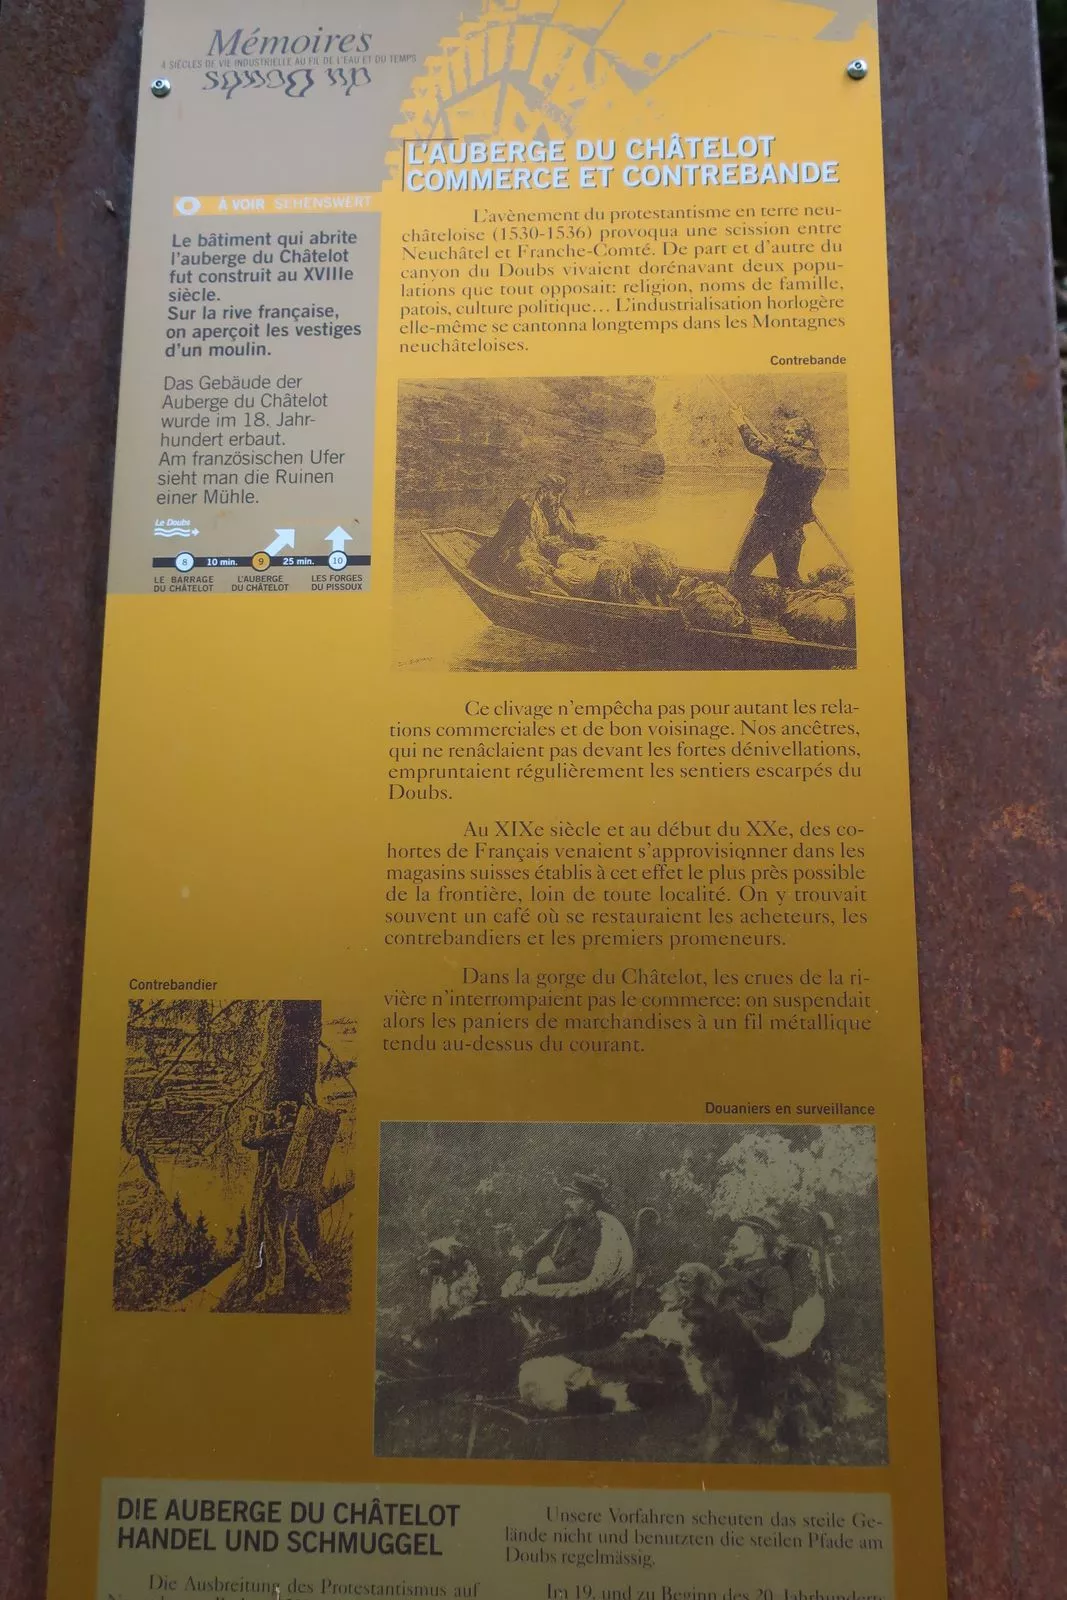 Mémoires
4 SIÈCLES DE VIE INDUSTRIELLE AU FIL DE L'EAU ET DU TEMPS
du Doubs
L'AUBERGE DU CHÂTELOT
COMMERCE ET CONTREBANDE
À VOIR SEHENSWERT
Le bâtiment qui abrite
l'auberge du Châtelot
fut construit au XVIIIe
siècle.
Sur la rive française,
on aperçoit les vestiges
d'un moulin.
Das Gebäude der
Auberge du Châtelot
wurde im 18. Jahr-
hundert erbaut.
Am französischen Ufer
sieht man die Ruinen
einer Mühle.
Le Doubs
8 10 min. 9 25 min. 10
LE BARRAGE
DU CHÂTELOT
L'AUBERGE
DU CHÂTELOT
LES FORGES
DU PISSOUX
L'avènement du protestantisme en terre neu-
châteloise (1530-1536) provoqua une scission entre
Neuchâtel et Franche-Comté. De part et d'autre du
canyon du Doubs vivaient dorénavant deux popu-
lations que tout opposait: religion, noms de famille,
patois, culture politique... L'industrialisation horlogère
elle-même se cantonna longtemps dans les Montagnes
neuchâteloises.
Contrebande
Ce clivage n'empêcha pas pour autant les rela-
tions commerciales et de bon voisinage. Nos ancêtres,
qui ne renâclaient pas devant les fortes dénivellations,
empruntaient régulièrement les sentiers escarpés du
Doubs.
Au XIXe siècle et au début du XXe, des co-
hortes de Français venaient s'approvisionner dans les
magasins suisses établis à cet effet le plus près possible
de la frontière, loin de toute localité. On y trouvait
souvent un café où se restauraient les acheteurs, les
contrebandiers et les premiers promeneurs.
Dans la gorge du Châtelot, les crues de la ri-
vière n'interrompaient pas le commerce: on suspendait
alors les paniers de marchandises à un fil métallique
tendu au-dessus du courant.
Contrebandier
Douaniers en surveillance
DIE AUBERGE DU CHÂTELOT
HANDEL UND SCHMUGGEL
Die Ausbreitung des Protestantismus auf
Unsere Vorfahren scheuten das steile Ge-
lände nicht und benutzten die steilen Pfade am
Doubs regelmässig.
Im 19. und zu Beginn des 20. Jahrhunderts